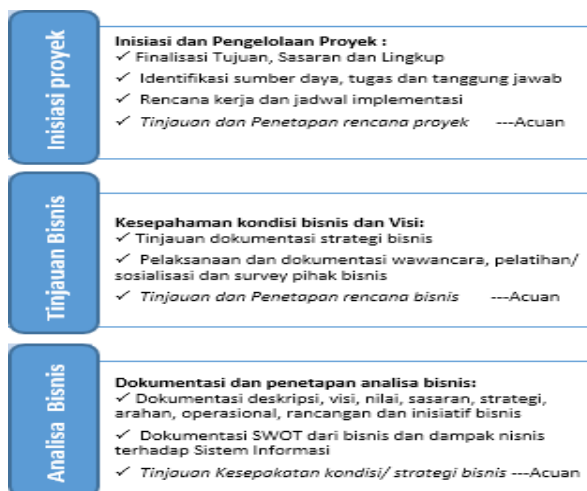 Inisiasi proyek
Inisiasi dan Pengelolaan Proyek :
✓ Finalisasi Tujuan, Sasaran dan Lingkup
✓ Identifikasi sumber daya, tugas dan tanggung jawab
✓ Rencana kerja dan jadwal implementasi
✓ Tinjauan dan Penetapan rencana proyek ---Acuan
Tinjauan Bisnis
Kesepahaman kondisi bisnis dan Visi:
✓ Tinjauan dokumentasi strategi bisnis
✓ Pelaksanaan dan dokumentasi wawancara, pelatihan/
sosialisasi dan survey pihak bisnis
✓ Tinjauan dan Penetapan rencana bisnis ---Acuan
Analisa Bisnis
Dokumentasi dan penetapan analisa bisnis:
✓ Dokumentasi deskripsi, visi, nilai, sasaran, strategi,
arahan, operasional, rancangan dan inisiatif bisnis
✓ Dokumentasi SWOT dari bisnis dan dampak nisnis
terhadap Sistem Informasi
✓ Tinjauan Kesepakatan kondisi/ strategi bisnis ---Acuan